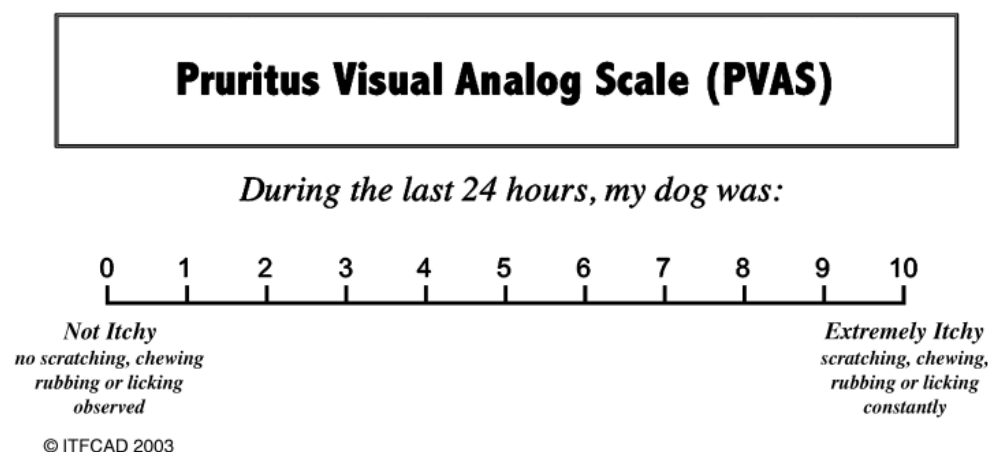 Pruritus Visual Analog Scale (PVAS)
During the last 24 hours, my dog was:
0 1 2 3 4 5 6 7 8 9 10
Not Itchy
no scratching, chewing
rubbing or licking
observed
Extremely Itchy
scratching, chewing,
rubbing or licking
constantly
© ITFCAD 2003